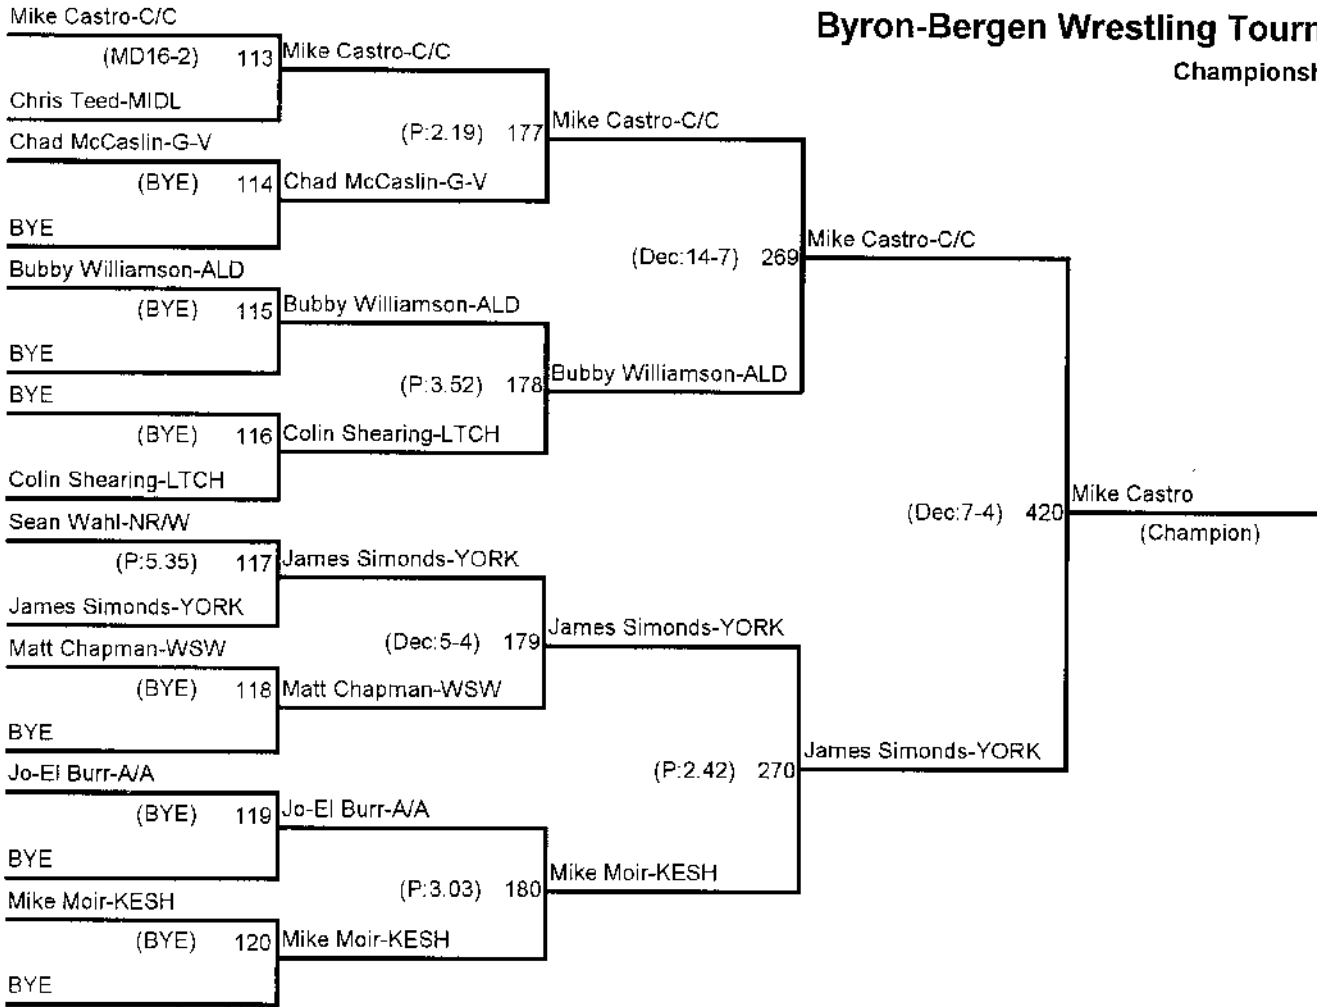 Byron-Bergen Wrestling Tourn
Championsh
Mike Castro-C/C
(MD16-2) 113
Chris Teed-MIDL
Chad McCaslin-G-V
(BYE) 114
BYE
Bubby Williamson-ALD
(BYE) 115
BYE
BYE
(BYE) 116
Colin Shearing-LTCH
Sean Wahl-NR/W
(P:5.35) 117
James Simonds-YORK
Matt Chapman-WSW
(BYE) 118
BYE
Jo-El Burr-A/A
(BYE) 119
BYE
Mike Moir-KESH
(BYE) 120
BYE
Mike Castro-C/C
(P:2.19) 177
Chad McCaslin-G-V
Bubby Williamson-ALD
(P:3.52) 178
Colin Shearing-LTCH
James Simonds-YORK
(Dec:5-4) 179
Matt Chapman-WSW
Jo-El Burr-A/A
(P:3.03) 180
Mike Moir-KESH
Mike Castro-C/C
(Dec:14-7) 269
Bubby Williamson-ALD
James Simonds-YORK
(P:2.42) 270
Mike Moir-KESH
Mike Castro-C/C
(Dec:7-4) 420
James Simonds-YORK
Mike Castro
(Champion)